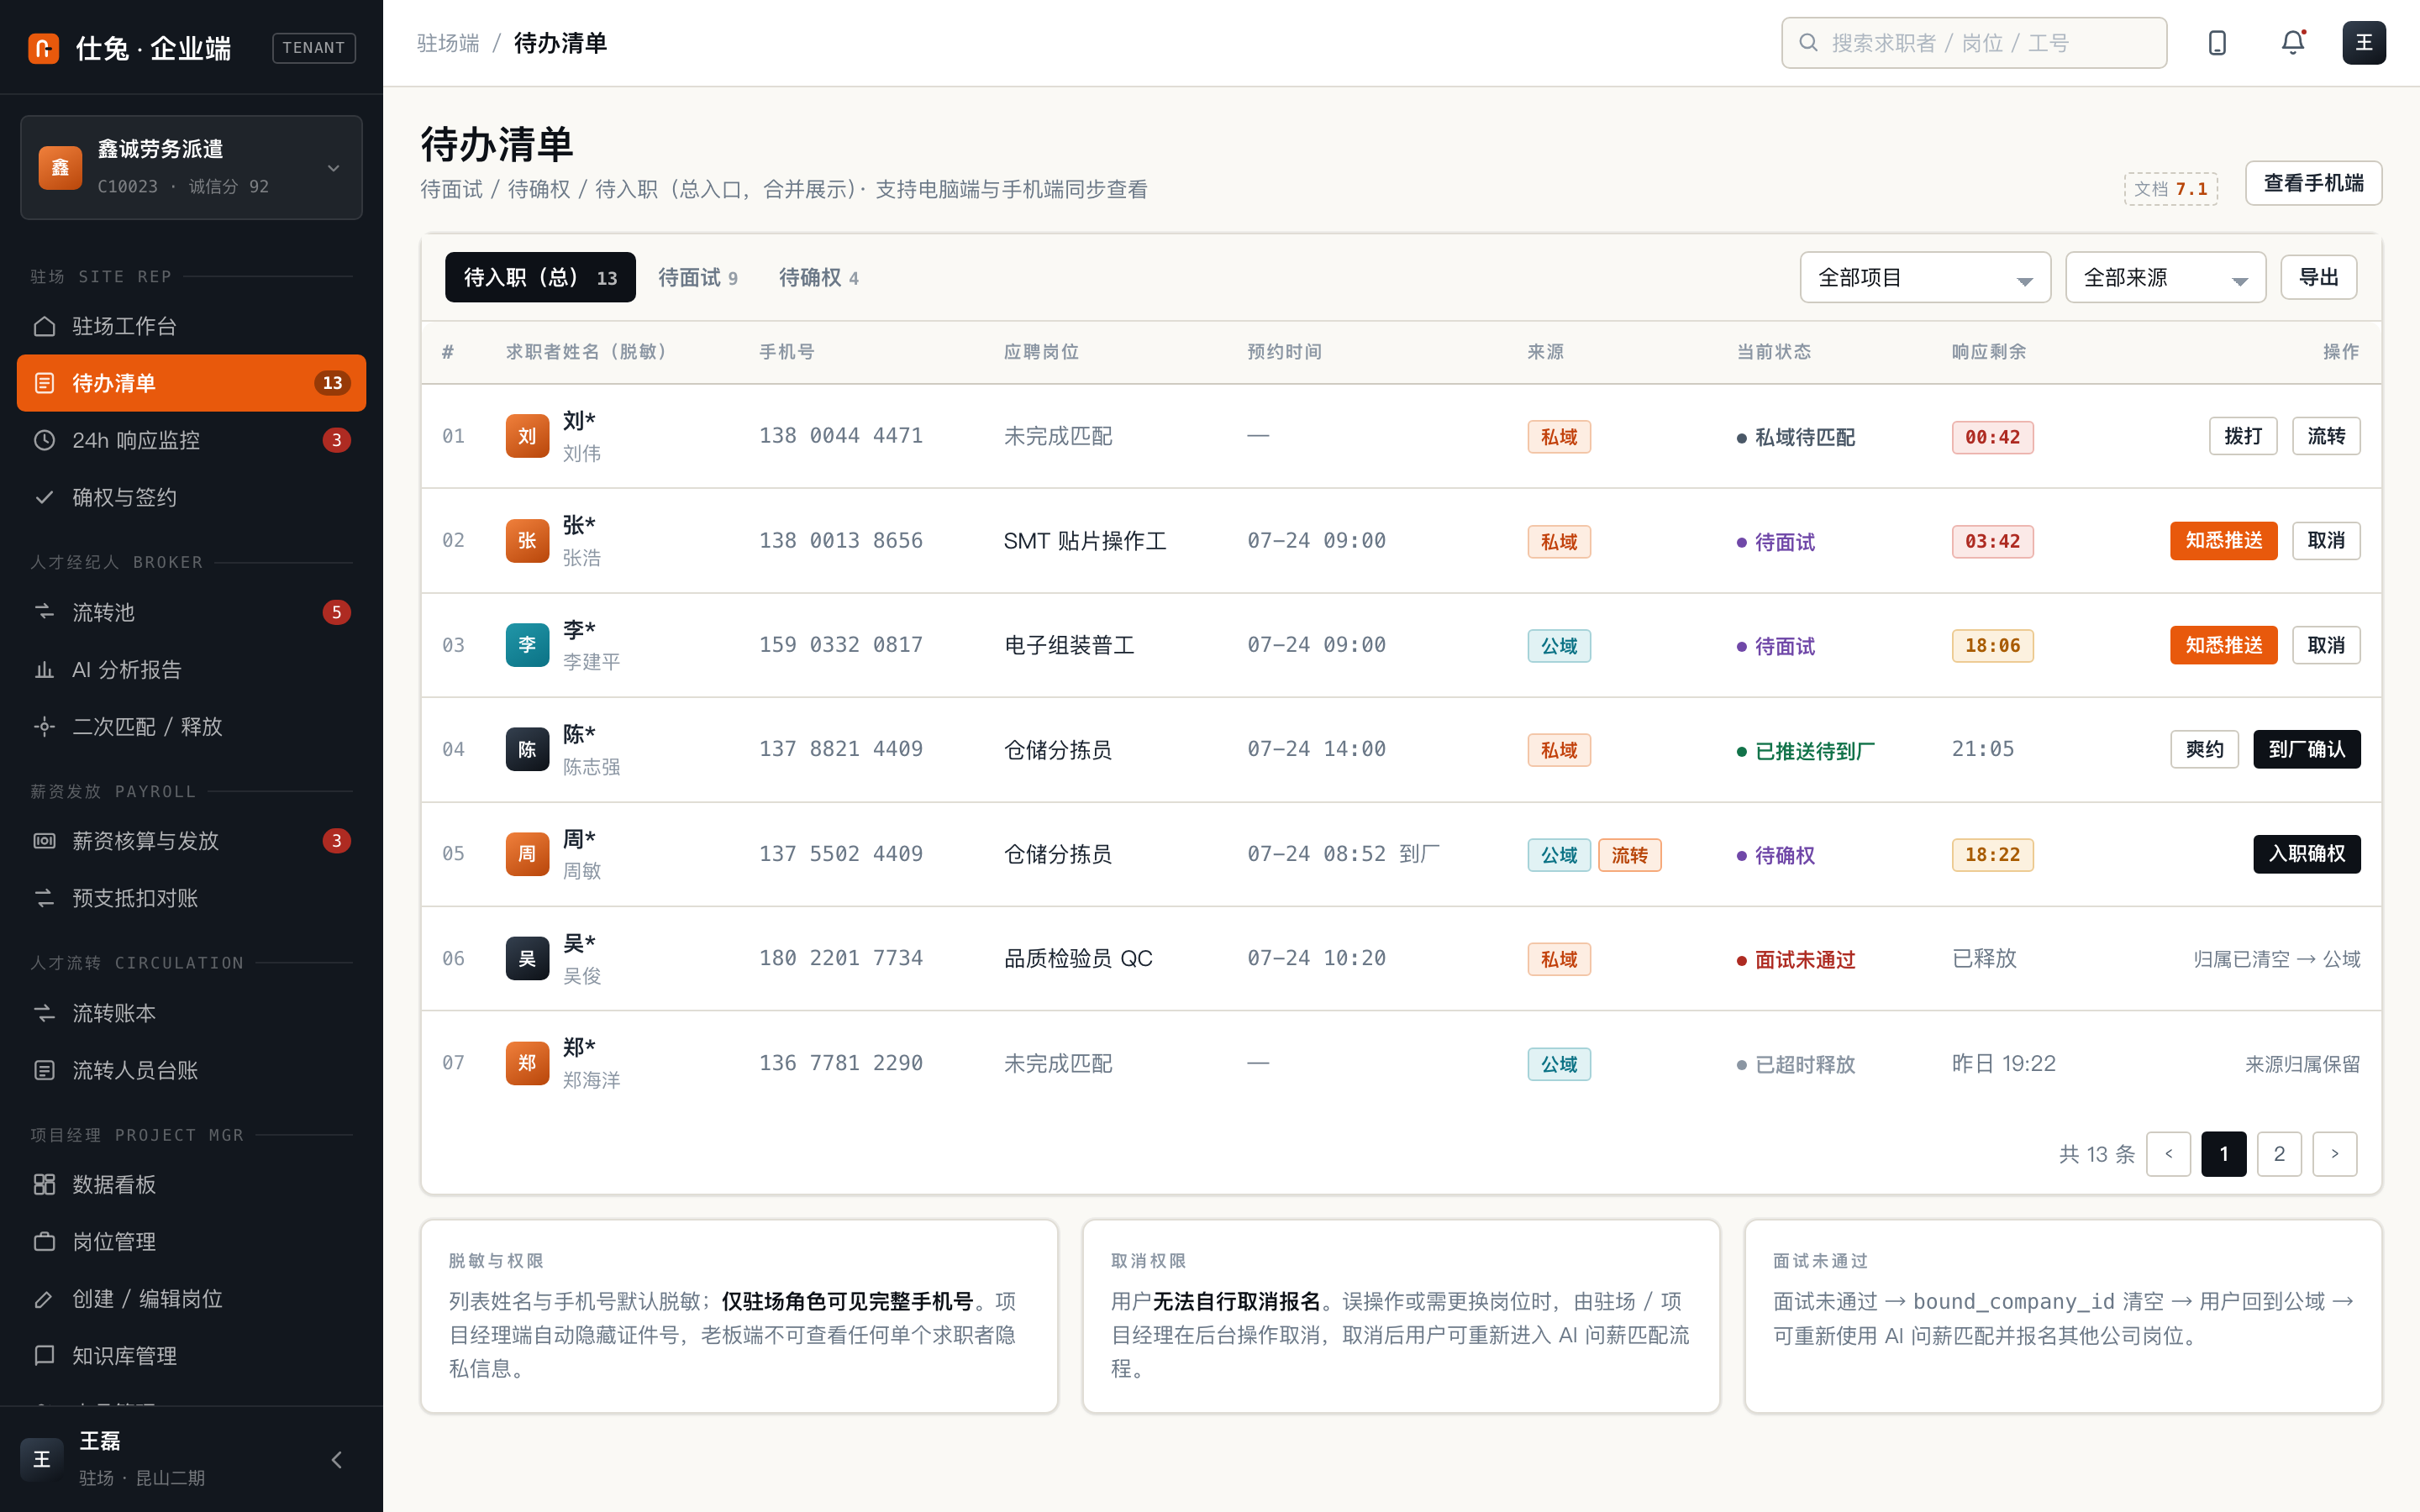 仕兔 · 企业端 TENANT
鑫 鑫诚劳务派遣
C10023 · 诚信分 92
驻场 SITE REP
驻场工作台
待办清单 13
24h 响应监控 3
确权与签约
人才经纪人 BROKER
流转池 5
AI 分析报告
二次匹配 / 释放
薪资发放 PAYROLL
薪资核算与发放 3
预支抵扣对账
人才流转 CIRCULATION
流转账本
流转人员台账
项目经理 PROJECT MGR
数据看板
岗位管理
创建 / 编辑岗位
知识库管理
王 王磊
驻场 · 昆山二期
驻场端 / 待办清单
搜索求职者 / 岗位 / 工号
王
待办清单
待面试 / 待确权 / 待入职（总入口，合并展示）· 支持电脑端与手机端同步查看
文档 7.1 查看手机端
待入职（总） 13 待面试 9 待确权 4
全部项目 全部来源 导出
# 求职者姓名（脱敏） 手机号 应聘岗位 预约时间 来源 当前状态 响应剩余 操作
01 刘 刘* 138 0044 4471 未完成匹配 — 私域 私域待匹配 00:42 拨打 流转
刘伟
02 张 张* 138 0013 8656 SMT 贴片操作工 07-24 09:00 私域 待面试 03:42 知悉推送 取消
张浩
03 李 李* 159 0332 0817 电子组装普工 07-24 09:00 公域 待面试 18:06 知悉推送 取消
李建平
04 陈 陈* 137 8821 4409 仓储分拣员 07-24 14:00 私域 已推送待到厂 21:05 爽约 到厂确认
陈志强
05 周 周* 137 5502 4409 仓储分拣员 07-24 08:52 到厂 公域 流转 待确权 18:22 入职确权
周敏
06 吴 吴* 180 2201 7734 品质检验员 QC 07-24 10:20 私域 面试未通过 已释放 归属已清空 → 公域
吴俊
07 郑 郑* 136 7781 2290 未完成匹配 — 公域 已超时释放 昨日 19:22 来源归属保留
郑海洋
共 13 条 < 1 2 >
脱敏与权限
列表姓名与手机号默认脱敏；仅驻场角色可见完整手机号。项
目经理端自动隐藏证件号，老板端不可查看任何单个求职者隐
私信息。
取消权限
用户无法自行取消报名。误操作或需更换岗位时，由驻场 / 项
目经理在后台操作取消，取消后用户可重新进入 AI 问薪匹配流
程。
面试未通过
面试未通过 → bound_company_id 清空 → 用户回到公域 →
可重新使用 AI 问薪匹配并报名其他公司岗位。